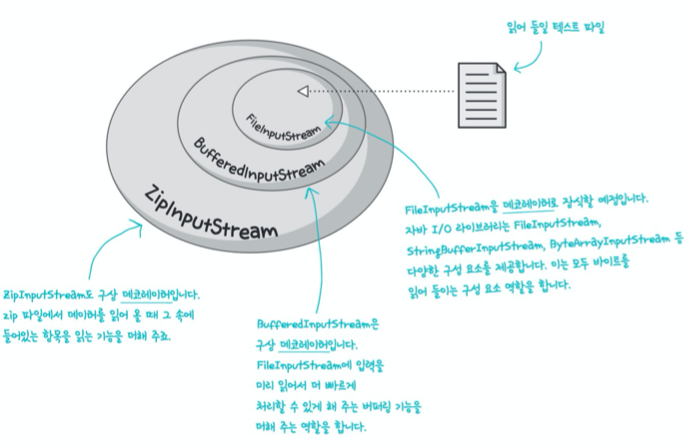 읽어 들일 텍스트 파일
FileInputStream
BufferedInputStream
ZipInputStream
FileInputStream을 데코레이터로 장식할 예정입니다.
자바 I/O 라이브러리는 FileInputStream,
StringBufferInputStream, ByteArrayInputStream 등
다양한 구성 요소를 제공합니다. 이는 모두 바이트를
읽어 들이는 구성 요소 역할을 합니다.
ZipInputStream도 구상 데코레이터입니다.
zip 파일에서 데이터를 읽어 올 때 그 속에
들어있는 항목을 읽는 기능을 더해 주죠.
BufferedInputStream은
구상 데코레이터입니다.
FileInputStream에 입력을
미리 읽어서 더 빠르게
처리할 수 있게 해 주는 버퍼링 기능을
더해 주는 역할을 합니다.